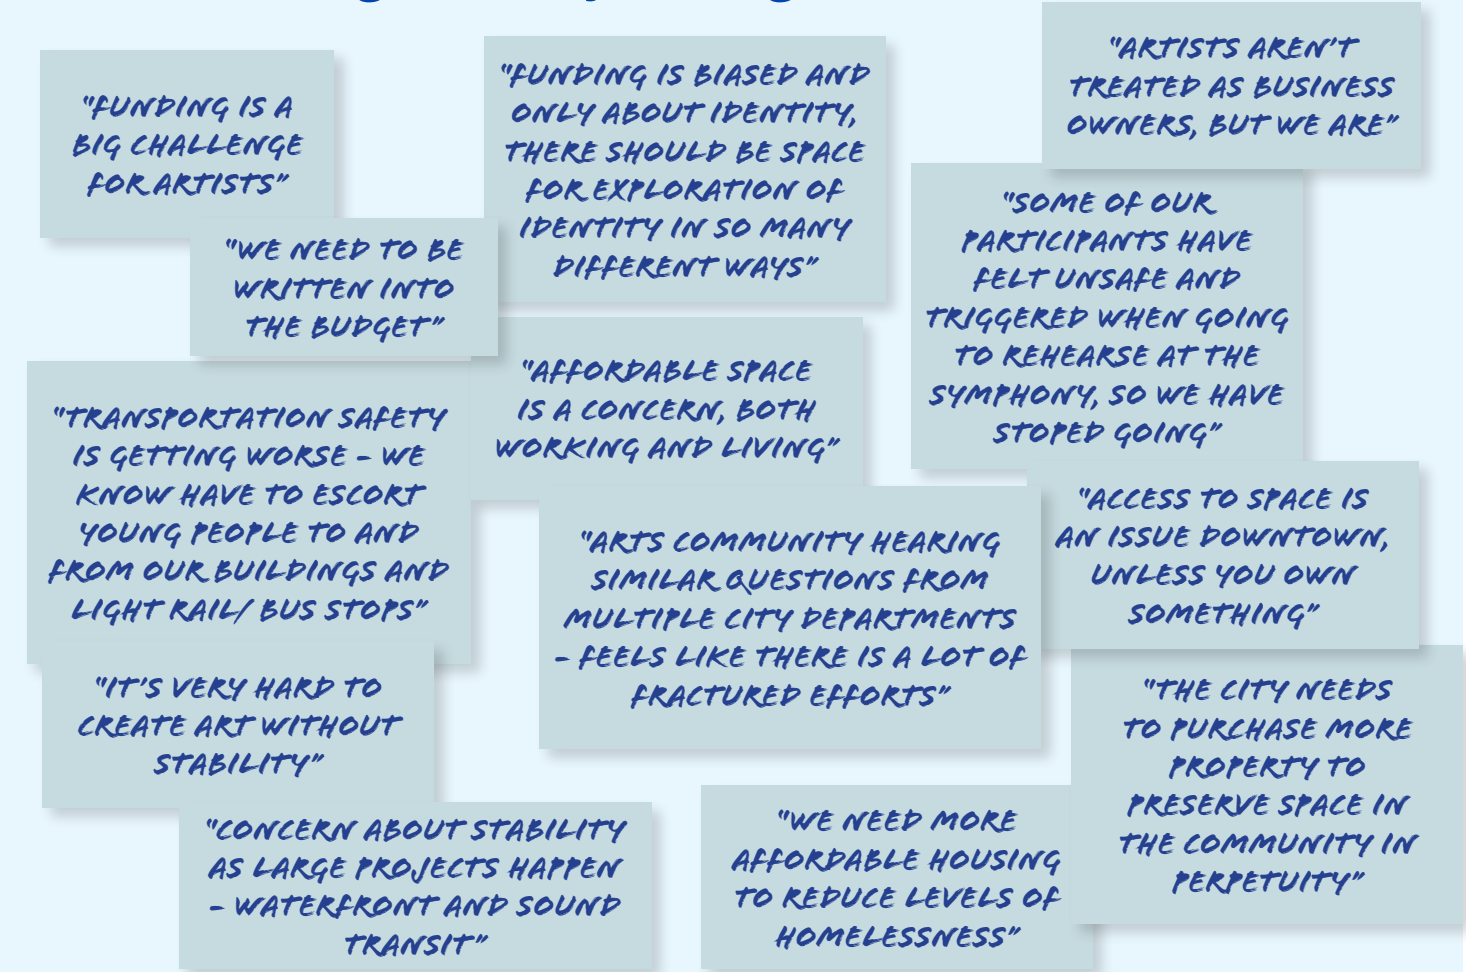 "FUNDING IS A
BIG CHALLENGE
FOR ARTISTS"
"FUNDING IS BIASED AND
ONLY ABOUT IDENTITY,
THERE SHOULD BE SPACE
FOR EXPLORATION OF
IDENTITY IN SO MANY
DIFFERENT WAYS"
"ARTISTS AREN'T
TREATED AS BUSINESS
OWNERS, BUT WE ARE"
"WE NEED TO BE
WRITTEN INTO
THE BUDGET"
"SOME OF OUR
PARTICIPANTS HAVE
FELT UNSAFE AND
TRIGGERED WHEN GOING
TO REHEARSE AT THE
SYMPHONY, SO WE HAVE
STOPED GOING"
"AFFORDABLE SPACE
IS A CONCERN, BOTH
WORKING AND LIVING"
"TRANSPORTATION SAFETY
IS GETTING WORSE - WE
KNOW HAVE TO ESCORT
YOUNG PEOPLE TO AND
FROM OUR BUILDINGS AND
LIGHT RAIL/ BUS STOPS"
"ARTS COMMUNITY HEARING
SIMILAR QUESTIONS FROM
MULTIPLE CITY DEPARTMENTS
- FEELS LIKE THERE IS A LOT OF
FRACTURED EFFORTS"
"ACCESS TO SPACE IS
AN ISSUE DOWNTOWN,
UNLESS YOU OWN
SOMETHING"
"IT'S VERY HARD TO
CREATE ART WITHOUT
STABILITY"
"THE CITY NEEDS
TO PURCHASE MORE
PROPERTY TO
PRESERVE SPACE IN
THE COMMUNITY IN
PERPETUITY"
"CONCERN ABOUT STABILITY
AS LARGE PROJECTS HAPPEN
- WATERFRONT AND SOUND
TRANSIT"
"WE NEED MORE
AFFORDABLE HOUSING
TO REDUCE LEVELS OF
HOMELESSNESS"